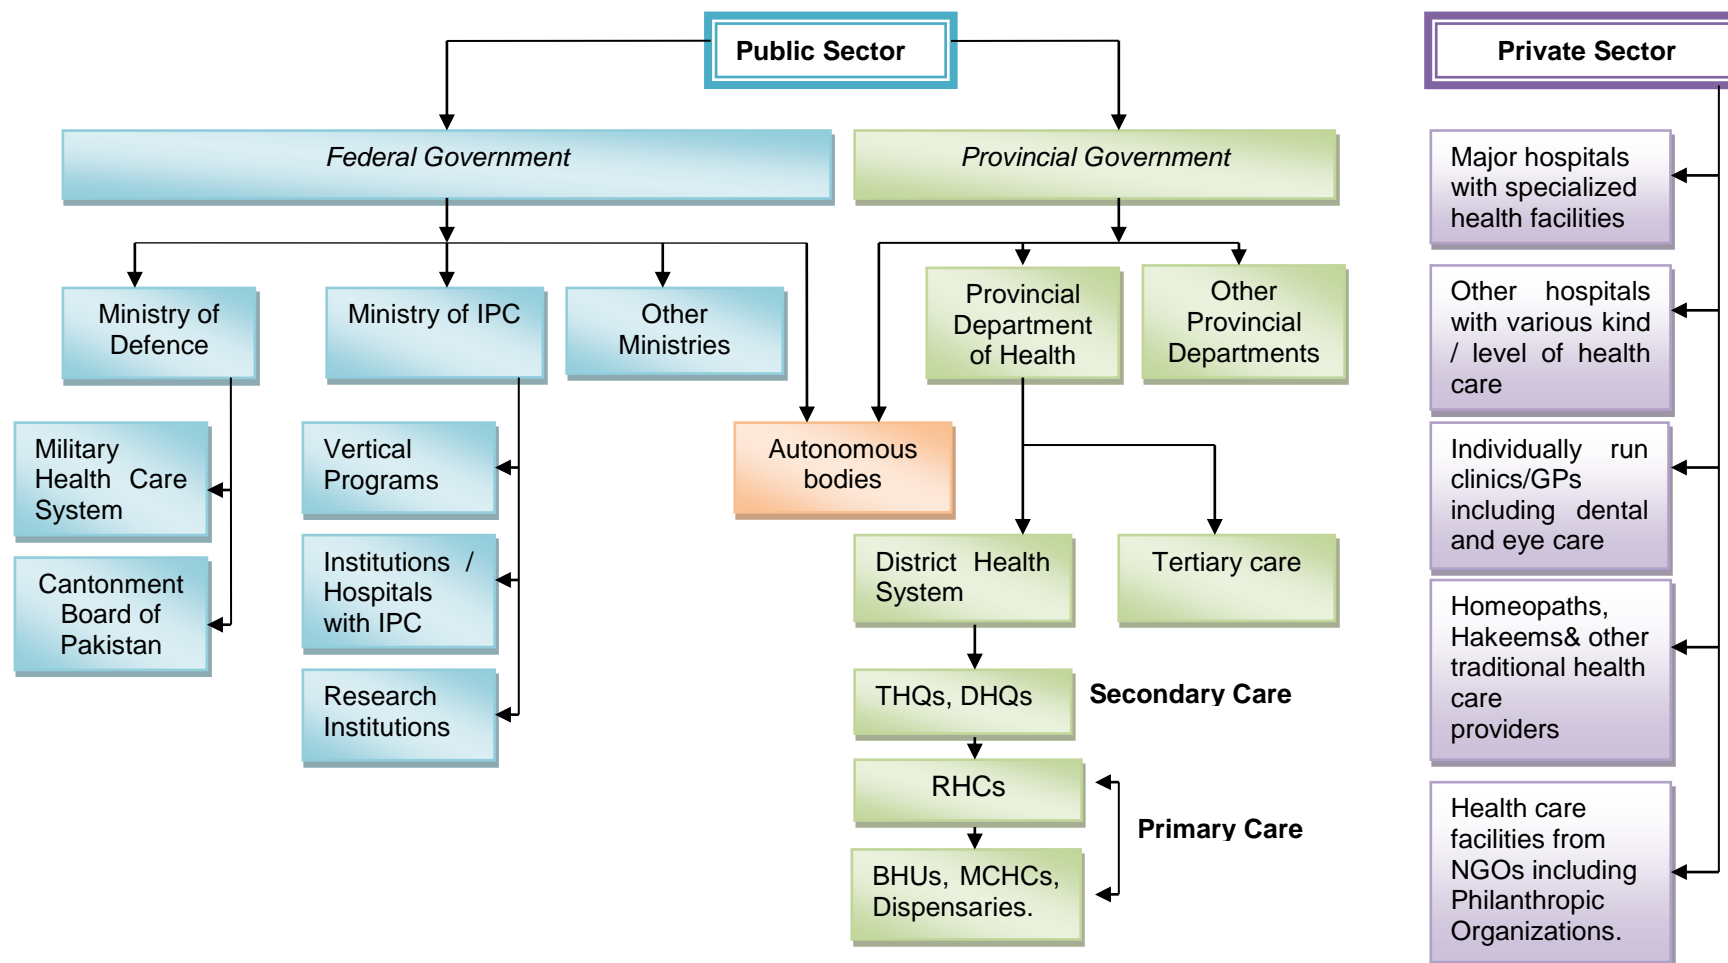 Public Sector
Private Sector
Federal Government
Provincial Government
Ministry of
Defence
Ministry of IPC
Other
Ministries
Provincial
Department
of Health
Other
Provincial
Departments
Military
Health Care
System
Cantonment
Board of
Pakistan
Vertical
Programs
Institutions /
Hospitals
with IPC
Research
Institutions
Autonomous
bodies
District Health
System
Tertiary care
THQs, DHQs
Secondary Care
RHCs
Primary Care
BHUs, MCHCs,
Dispensaries.
Major hospitals
with specialized
health facilities
Other hospitals
with various kind
/ level of health
care
Individually run
clinics/GPs
including dental
and eye care
Homeopaths,
Hakeems& other
traditional health
care
providers
Health care
facilities from
NGOs including
Philanthropic
Organizations.